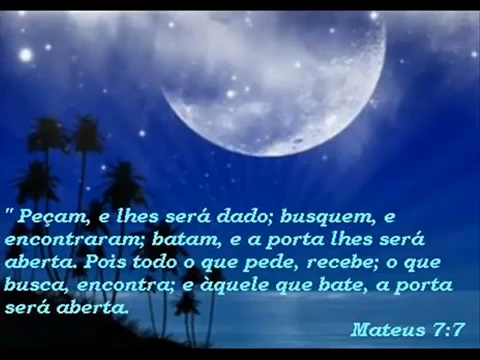 " Peçam, e lhes será dado; busquem, e
encontraram; batam, e a porta lhes será
aberta. Pois todo o que pede, recebe; o que
busca, encontra; e àquele que bate, a porta
será aberta.
Mateus 7:7